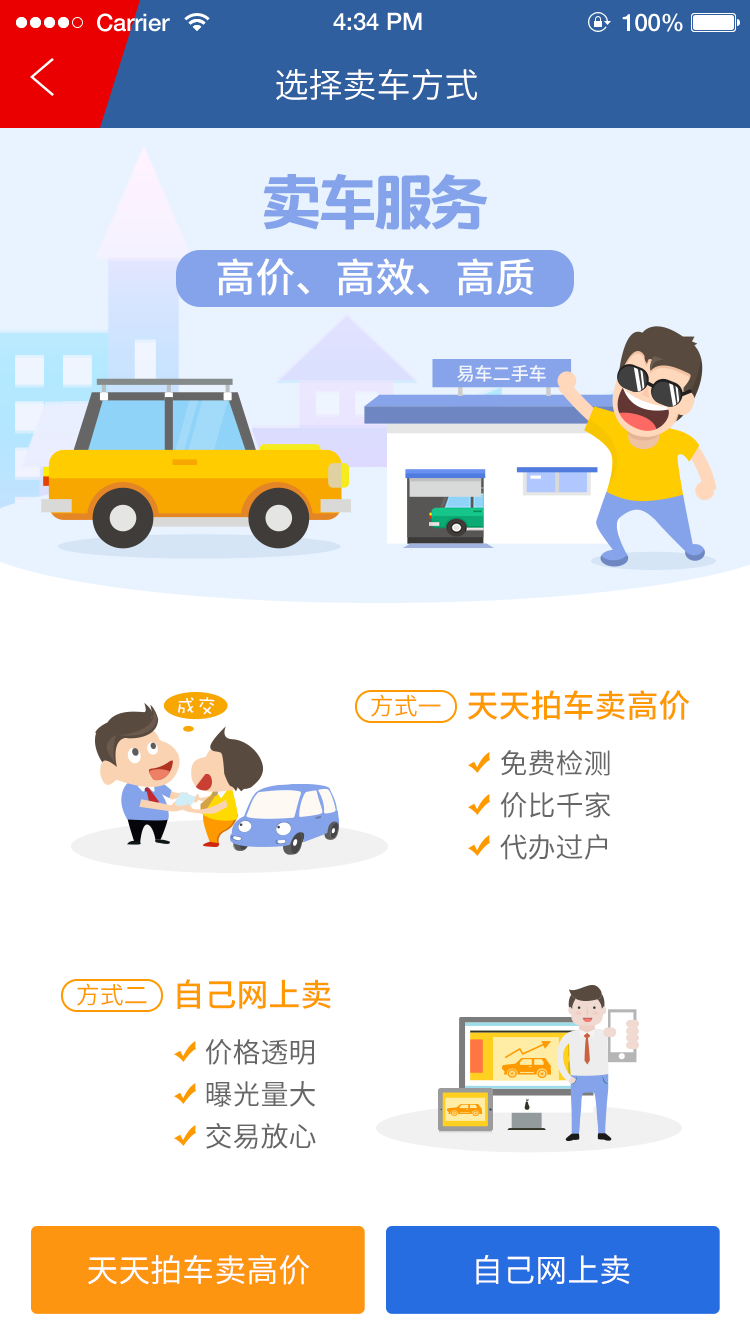 Carrier 4:34 PM 100%
选择卖车方式
卖车服务
高价、高效、高质
易车二手车
成交
方式一 天天拍车卖高价
免费检测
价比千家
代办过户
方式二 自己网上卖
价格透明
曝光量大
交易放心
天天拍车卖高价 自己网上卖